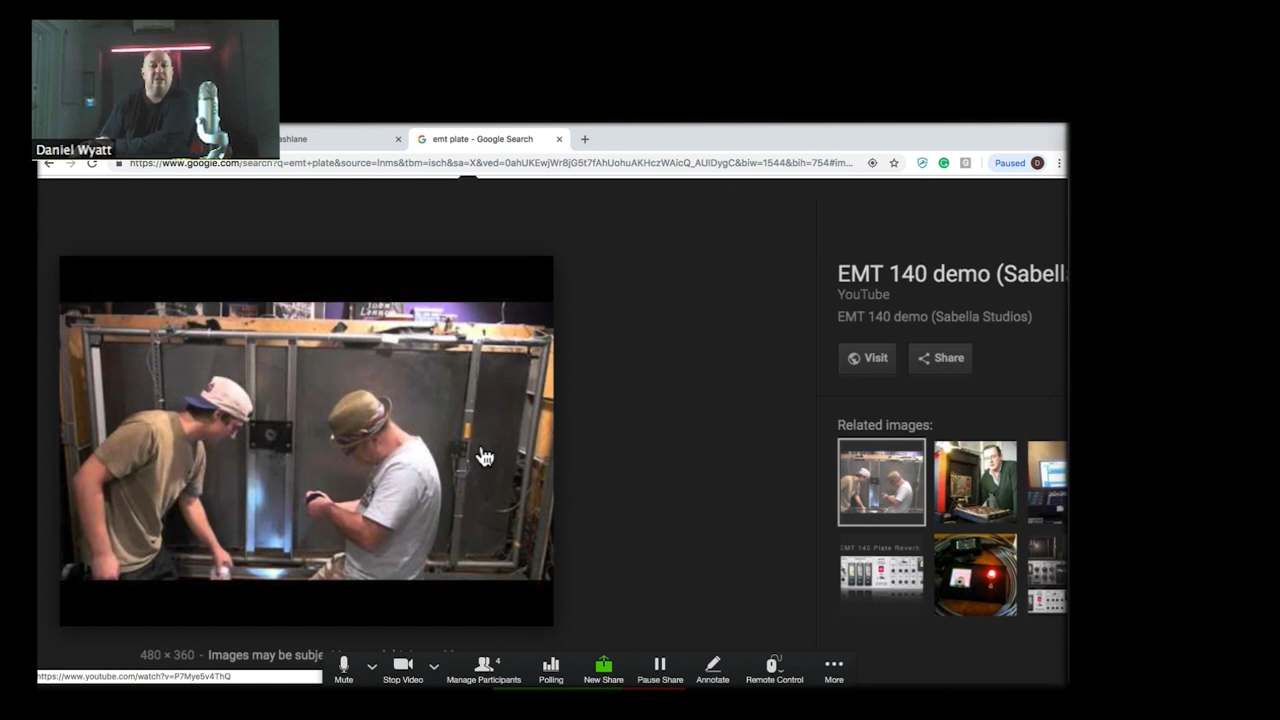 Daniel Wyatt
ashlane
emt plate - Google Search
https://www.google.com/search?q=emt+plate&source=lnms&tbm=isch&sa=X&ved=0ahUKEwjWr8jG5t7fAhUohuAKHczWAicQ_AUIDygC&biw=1544&bih=754#im...
Paused
D
EMT 140 demo (Sabella
YouTube
EMT 140 demo (Sabella Studios)
Visit
Share
Related images:
EMT 140 Plate Reverb
480 × 360 - Images may be subje
https://www.youtube.com/watch?v=P7Mye5v4ThQ
4
Mute
Stop Video
Manage Participants
Polling
New Share
Pause Share
Annotate
Remote Control
More